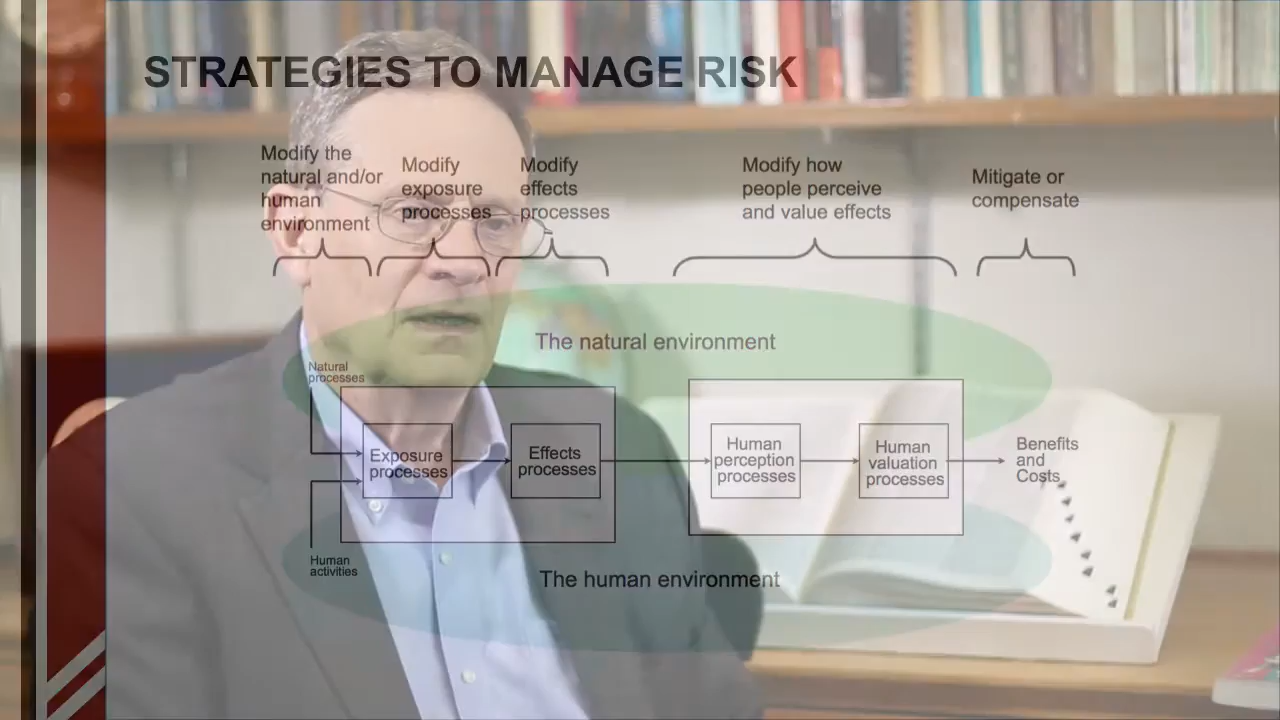 STRATEGIES TO MANAGE RISK
Modify the
natural and/or
human
environment
Modify
exposure
processes
Modify
effects
processes
Modify how
people perceive
and value effects
Mitigate or
compensate
The natural environment
Natural
processes
Exposure
processes
Effects
processes
Human
perception
processes
Human
valuation
processes
Benefits
and
Costs
Human
activities
The human environment